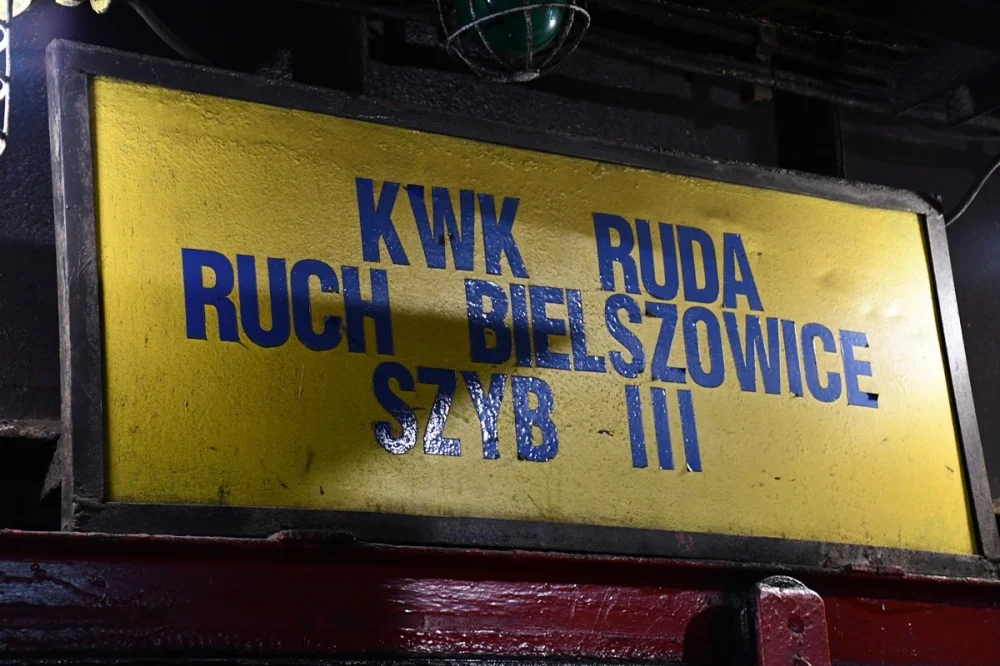 KWK RUDA
RUCH BIELSZOWICE
SZYB III